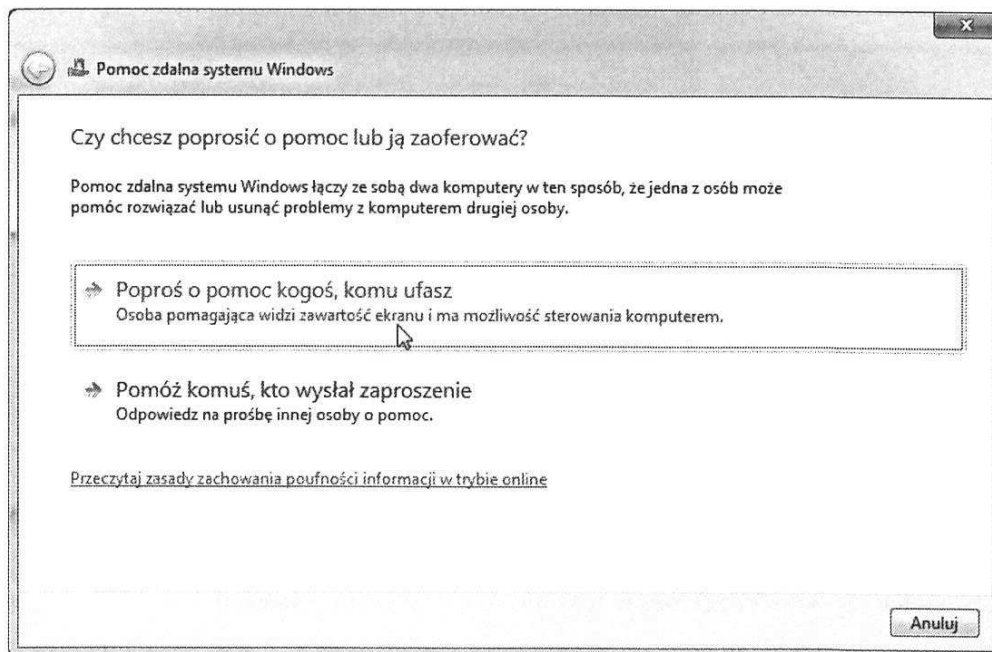 Pomoc zdalna systemu Windows
Czy chcesz poprosić o pomoc lub ją zaoferować?
Pomoc zdalna systemu Windows łączy ze sobą dwa komputery w ten sposób, że jedna z osób może
pomóc rozwiązać lub usunąć problemy z komputerem drugiej osoby.
Poproś o pomoc kogoś, komu ufasz
Osoba pomagająca widzi zawartość ekranu i ma możliwość sterowania komputerem.
Pomóż komuś, kto wysłał zaproszenie
Odpowiedz na prośbę innej osoby o pomoc.
Przeczytaj zasady zachowania poufności informacji w trybie online
Anuluj